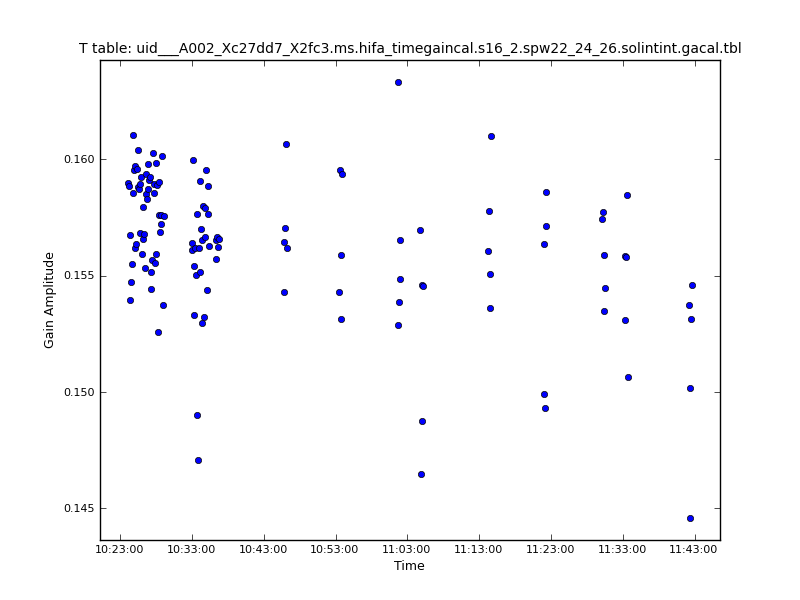 T table: uid___A002_Xc27dd7_X2fc3.ms.hifa_timegaincal.s16_2.spw22_24_26.solintint.gacal.tbl
Gain Amplitude
0.160
0.155
0.150
0.145
10:23:00 10:33:00 10:43:00 10:53:00 11:03:00 11:13:00 11:23:00 11:33:00 11:43:00
Time